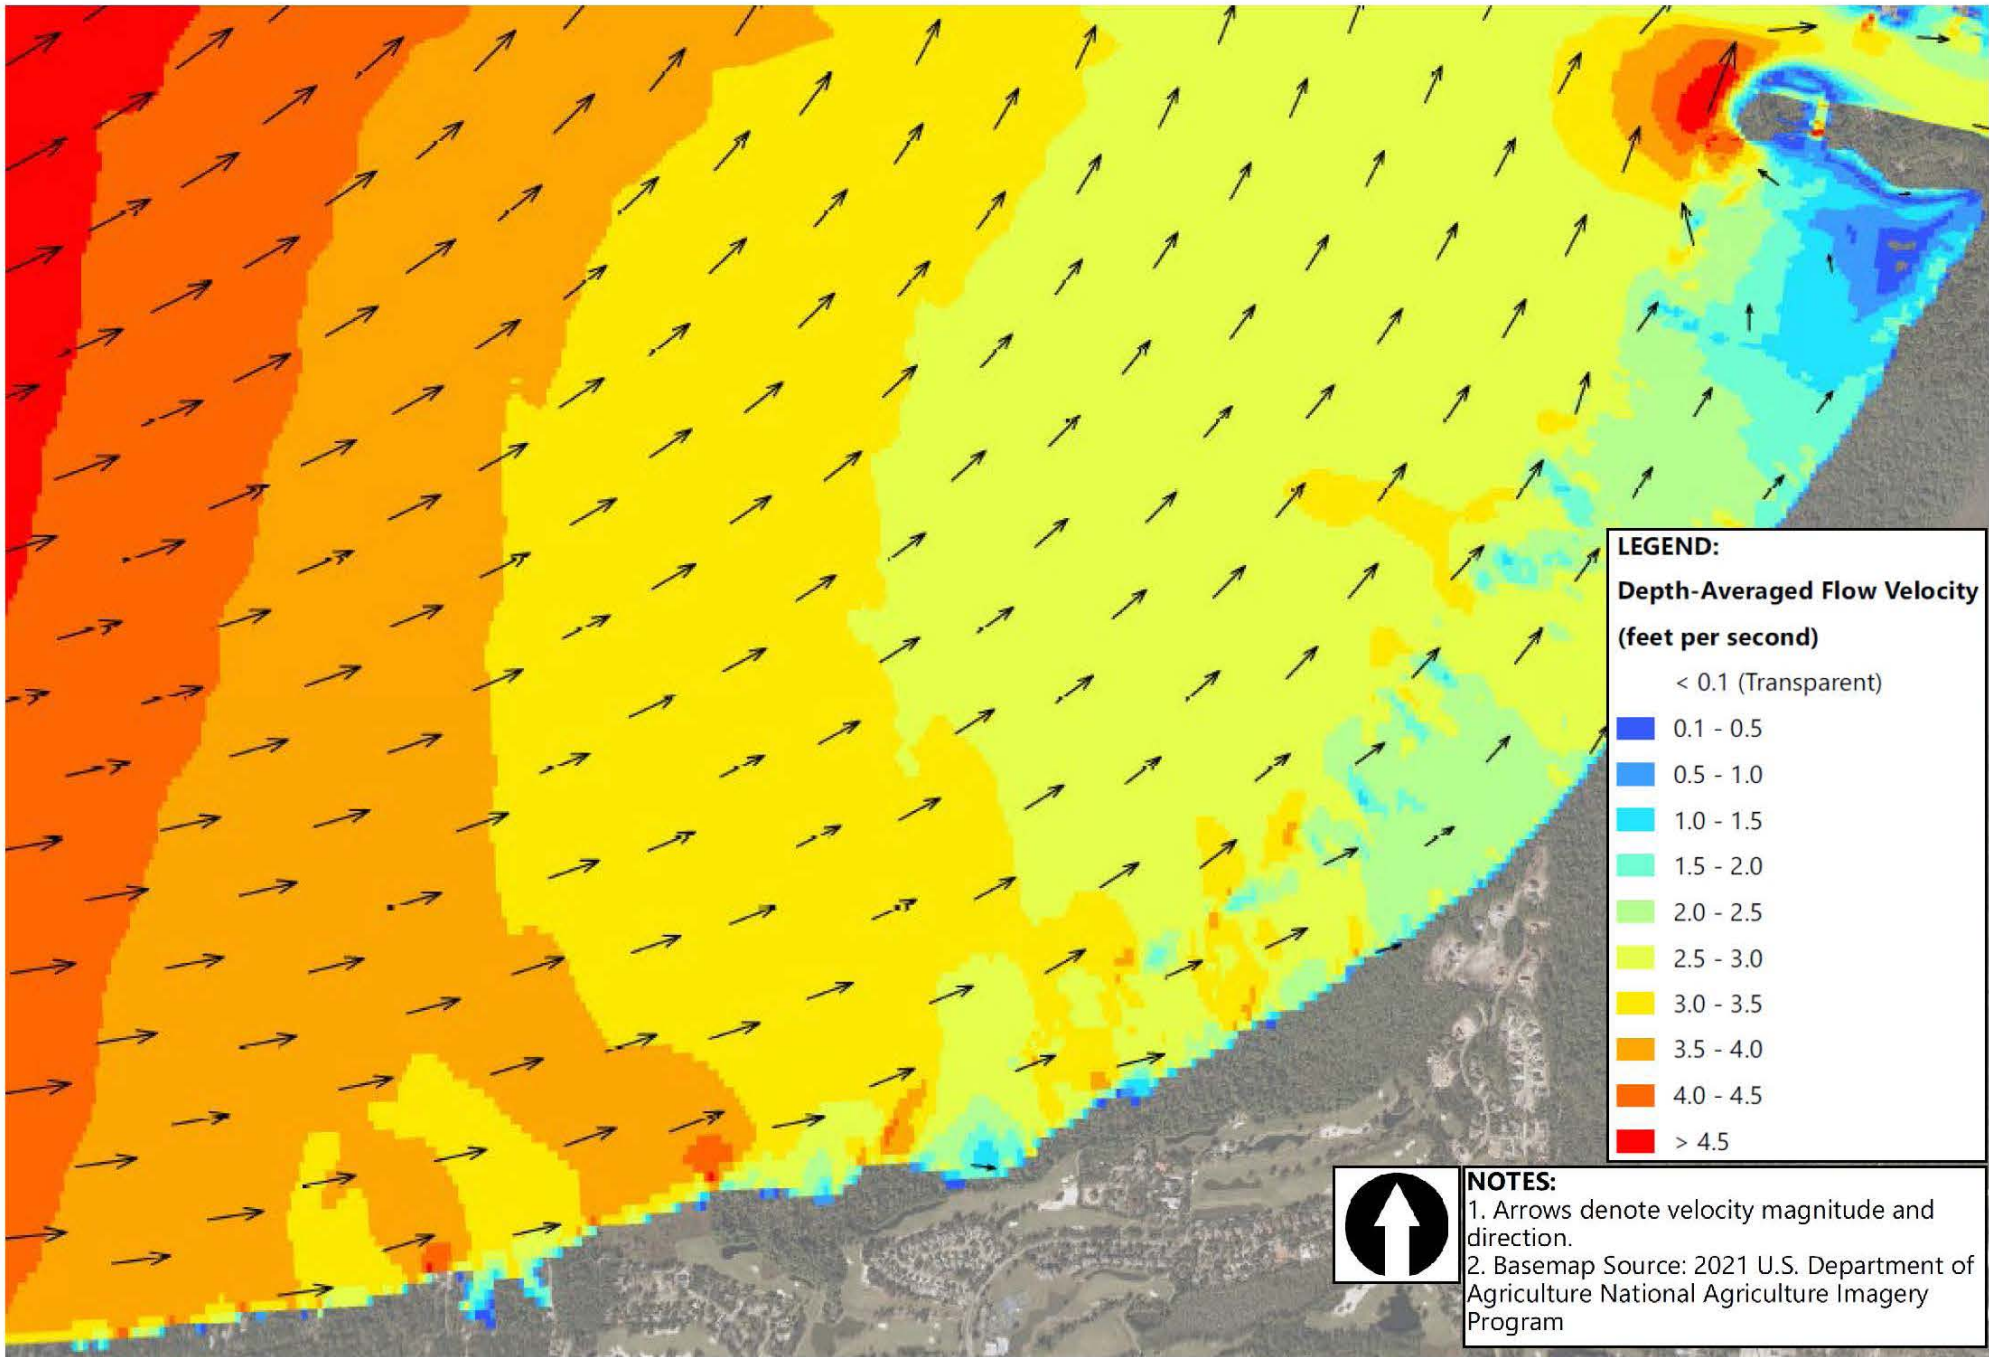 LEGEND:
Depth-Averaged Flow Velocity
(feet per second)
< 0.1 (Transparent)
0.1 - 0.5
0.5 - 1.0
1.0 - 1.5
1.5 - 2.0
2.0 - 2.5
2.5 - 3.0
3.0 - 3.5
3.5 - 4.0
4.0 - 4.5
> 4.5
NOTES:
1. Arrows denote velocity magnitude and
direction.
2. Basemap Source: 2021 U.S. Department of
Agriculture National Agriculture Imagery
Program